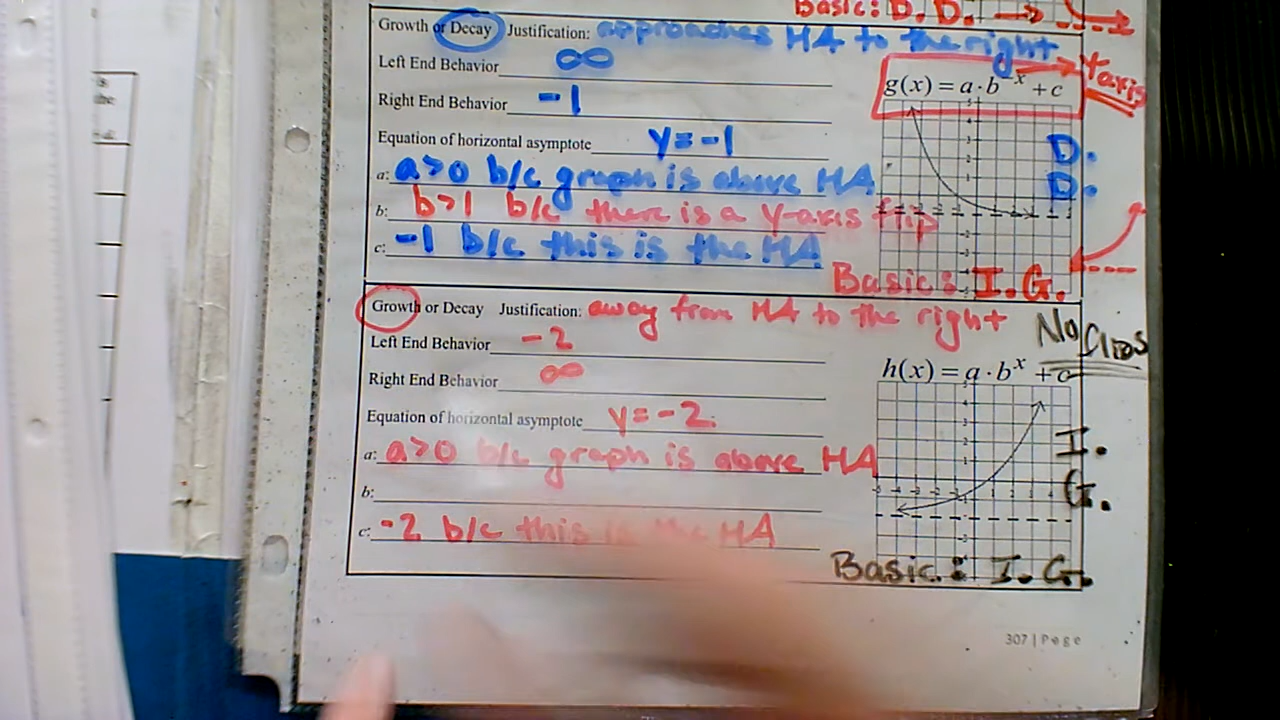 Basic: D. D.
Growth or Decay Justification: approaches HA to the right
Left End Behavior ∞
Right End Behavior -1
Equation of horizontal asymptote y=-1
a: a>0 b/c graph is above HA
b: b>1 b/c there is a y-axis flip
c: -1 b/c this is the HA
g(x) = a · b^-x + c
Y axis
D.
D.
Basic: I. G.
Growth or Decay Justification: away from HA to the right
Left End Behavior -2
Right End Behavior ∞
Equation of horizontal asymptote y=-2.
a: a>0 b/c graph is above HA
b:
c: -2 b/c this is the HA
No
h(x) = a · b^x + c
I.
G.
Basic: I. G.
307 | Page